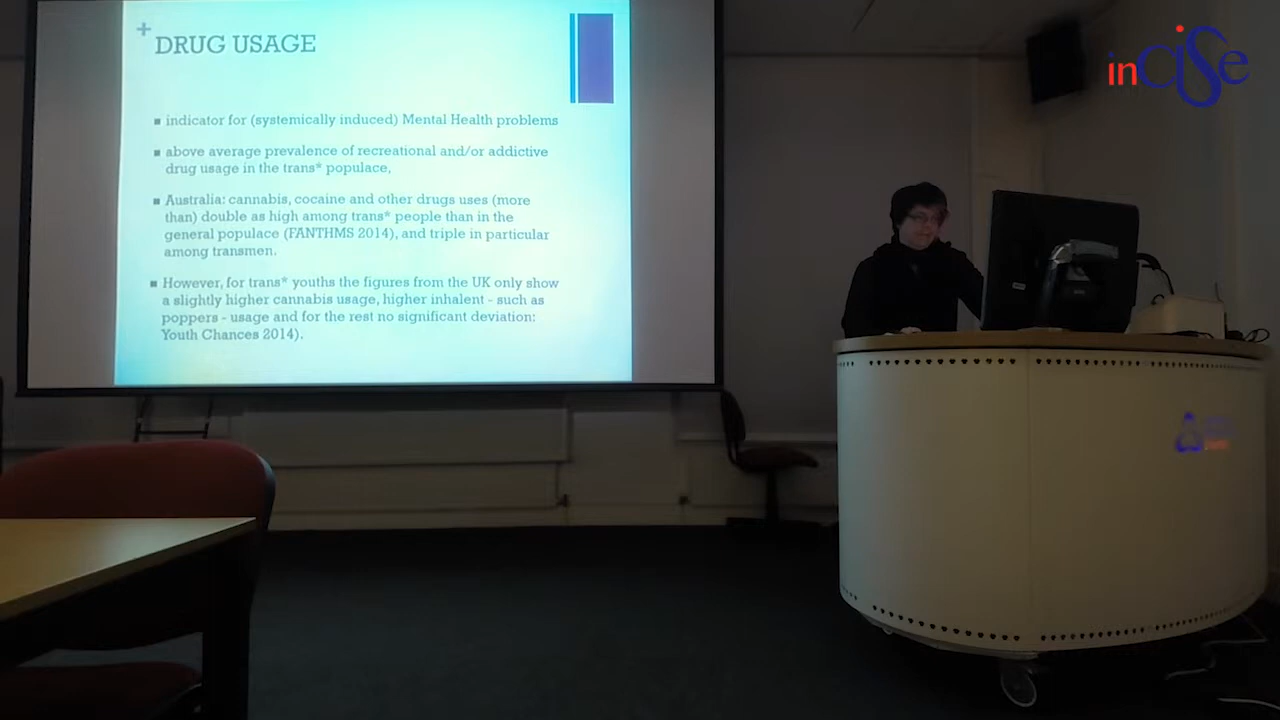 +
DRUG USAGE
indicator for (systemically induced) Mental Health problems
above average prevalence of recreational and/or addictive
drug usage in the trans* populace,
Australia: cannabis, cocaine and other drugs uses (more
than) double as high among trans* people than in the
general populace (FANTHMS 2014), and triple in particular
among transmen.
However, for trans* youths the figures from the UK only show
a slightly higher cannabis usage, higher inhalent - such as
poppers - usage and for the rest no significant deviation:
Youth Chances 2014).
inCISe